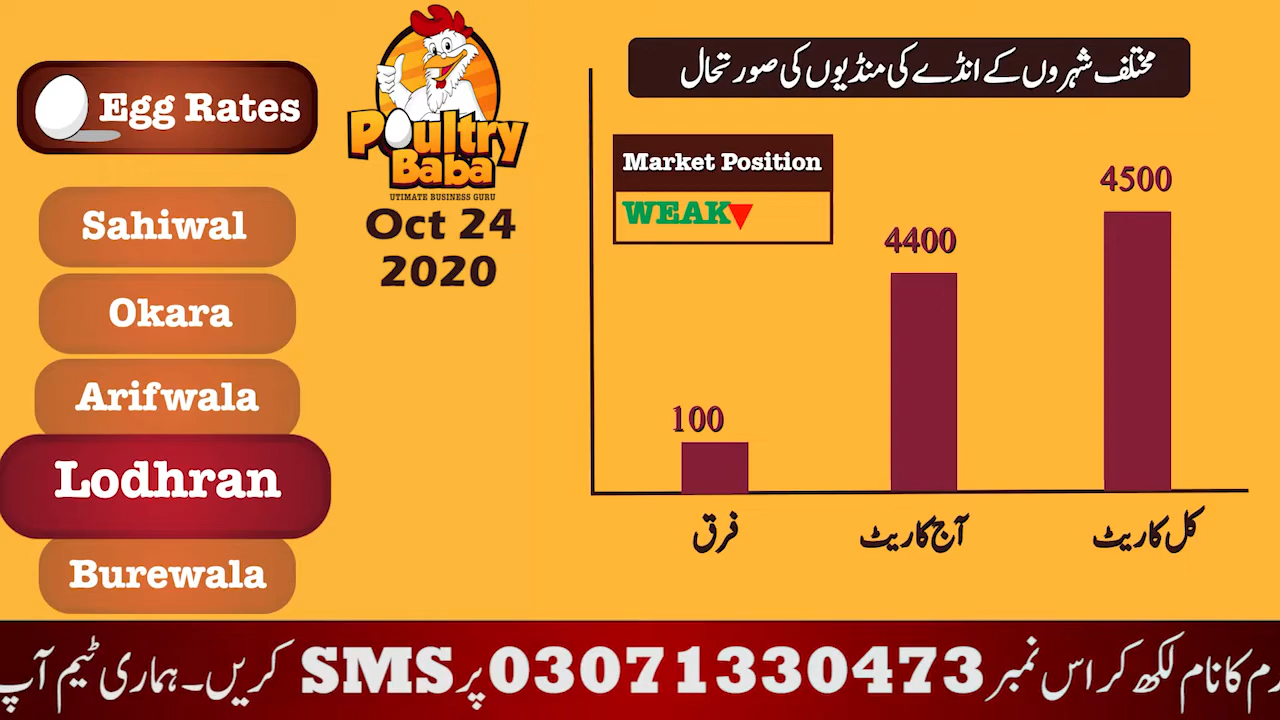 Egg Rates
Sahiwal
Okara
Arifwala
Lodhran
Burewala
Poultry
Baba
UTIMATE BUSINESS GURU
Oct 24
2020
مختلف شہروں کے انڈے کی منڈیوں کی صورتحال
Market Position
WEAK
100
4400
4500
فرق
آج کا ریٹ
کل کا ریٹ
کا نام لکھ کر اس نمبر 03071330473 پر SMS کریں۔ ہماری ٹیم آپ